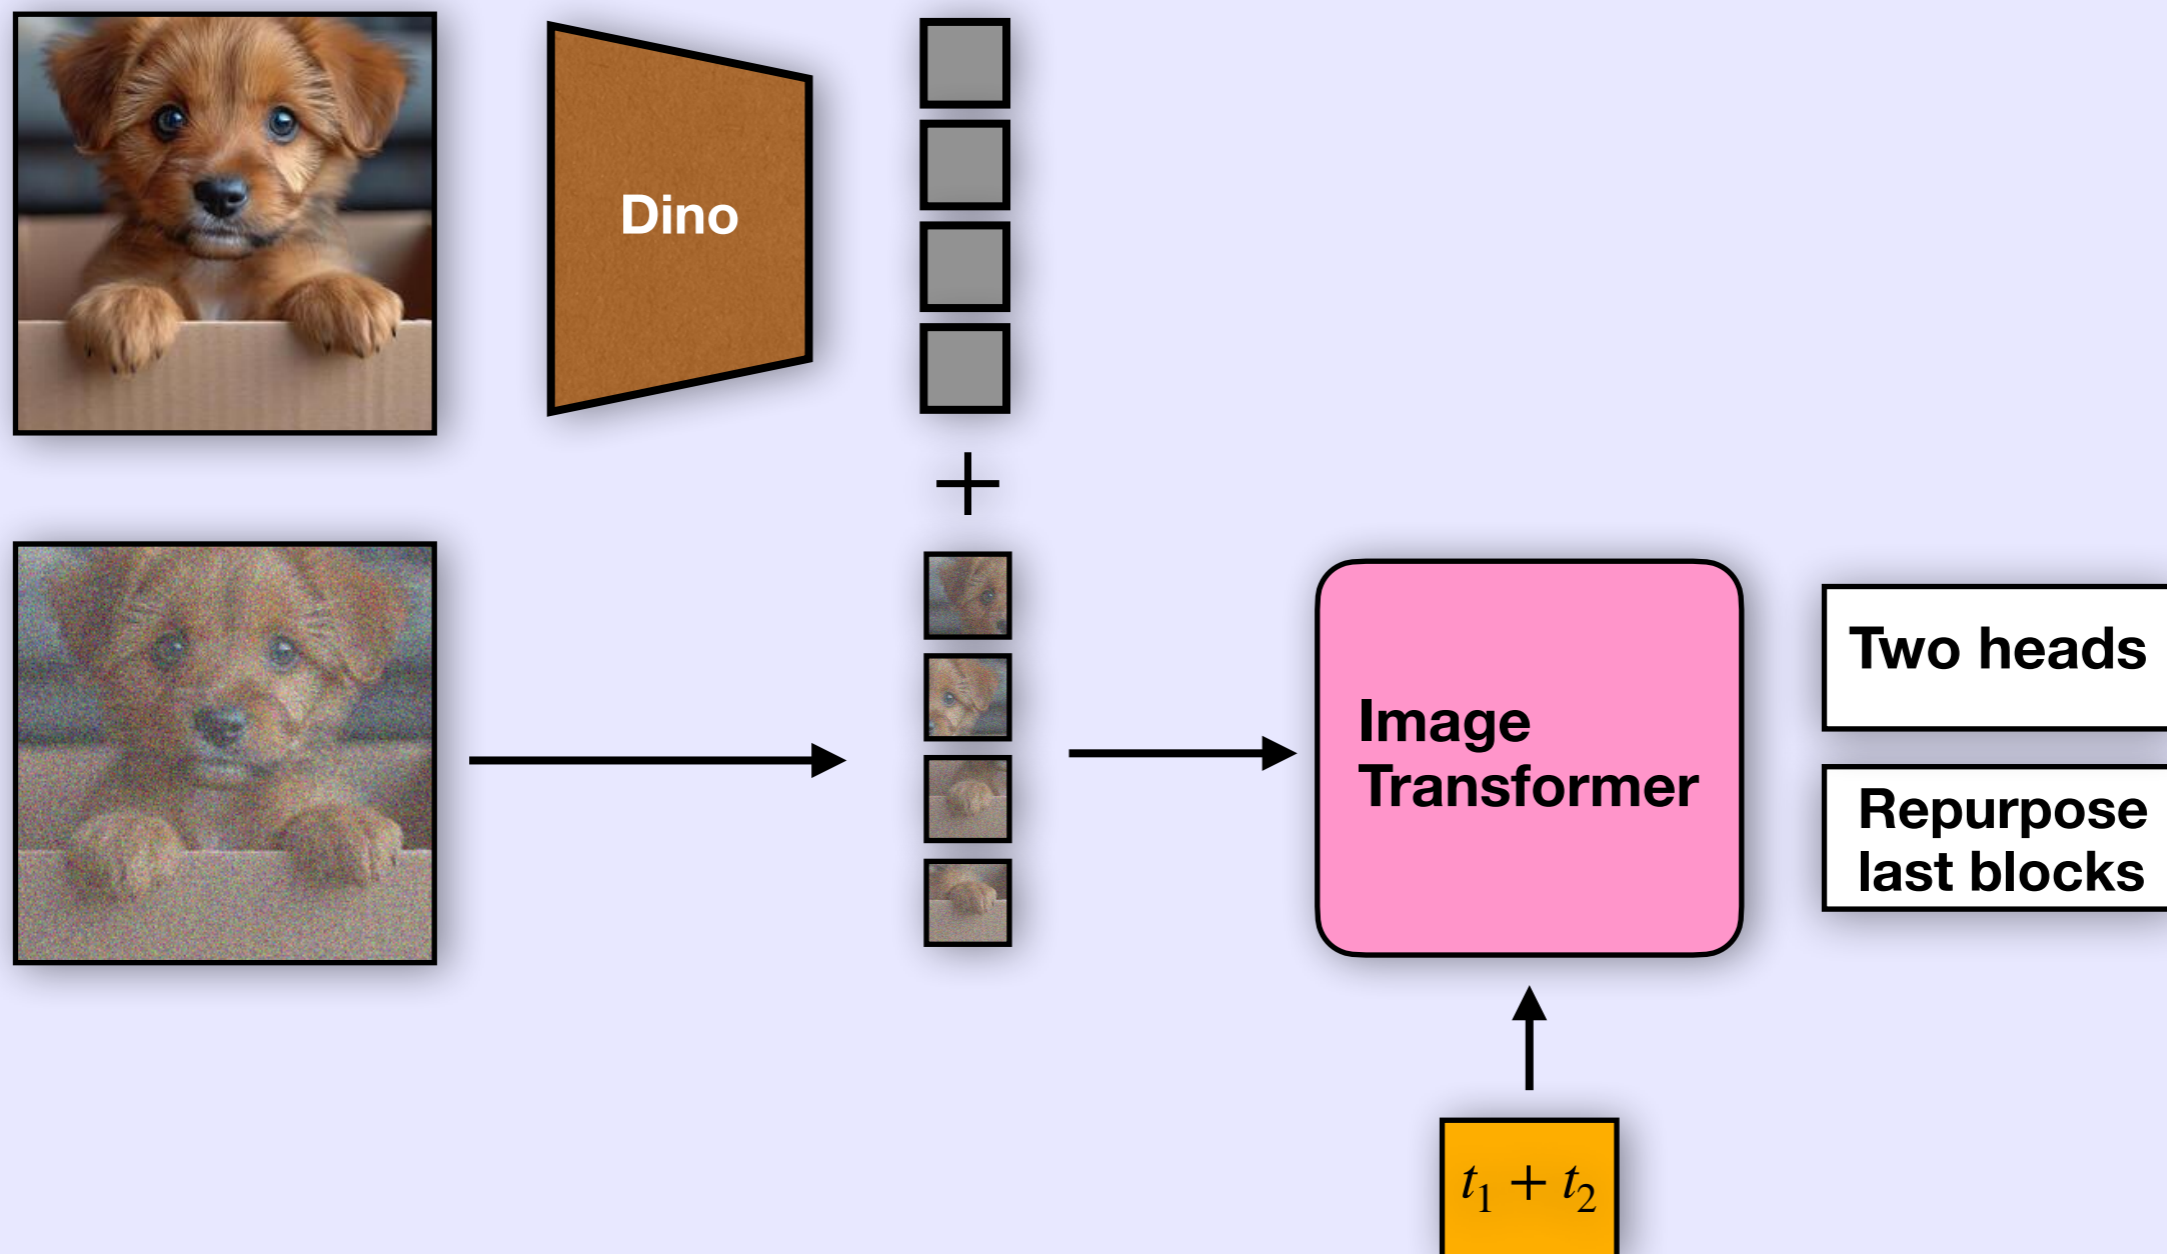 Dino
+
Image
Transformer
Two heads
Repurpose
last blocks
t₁ + t₂